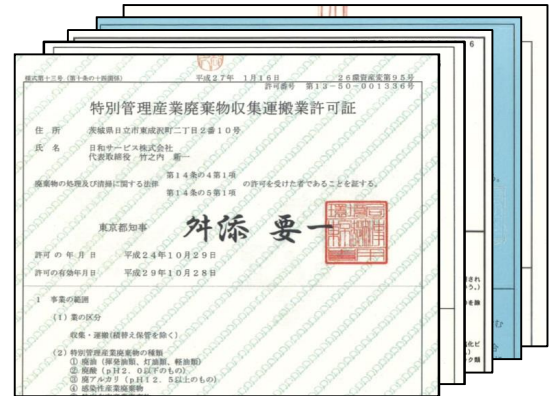 様式第十三号（第十条の十四関係）
平成27年 1月16日
26環資産変第95号
許可番号 第13-50-001336号
特別管理産業廃棄物収集運搬業許可証
住 所 茨城県日立市東成沢町二丁目2番10号
氏 名 日和サービス株式会社
代表取締役 竹之内
第14条の4第1項
廃棄物の処理及び清掃に関する法律 の許可を受けた者であることを証する。
第14条の5第1項
東京都知事 舛添 要一
許可の年月日 平成24年10月29日
許可の有効年月日 平成29年10月28日
1 事業の範囲
(1) 業の区分
収集・運搬(積替え保管を除く)
(2) 特別管理産業廃棄物の種類
① 廃油（揮発油類、灯油類、軽油類）
② 廃酸（pH2．0以下のもの）
③ 廃アルカリ（pH12．5以上のもの）
④ 感染性産業廃棄物